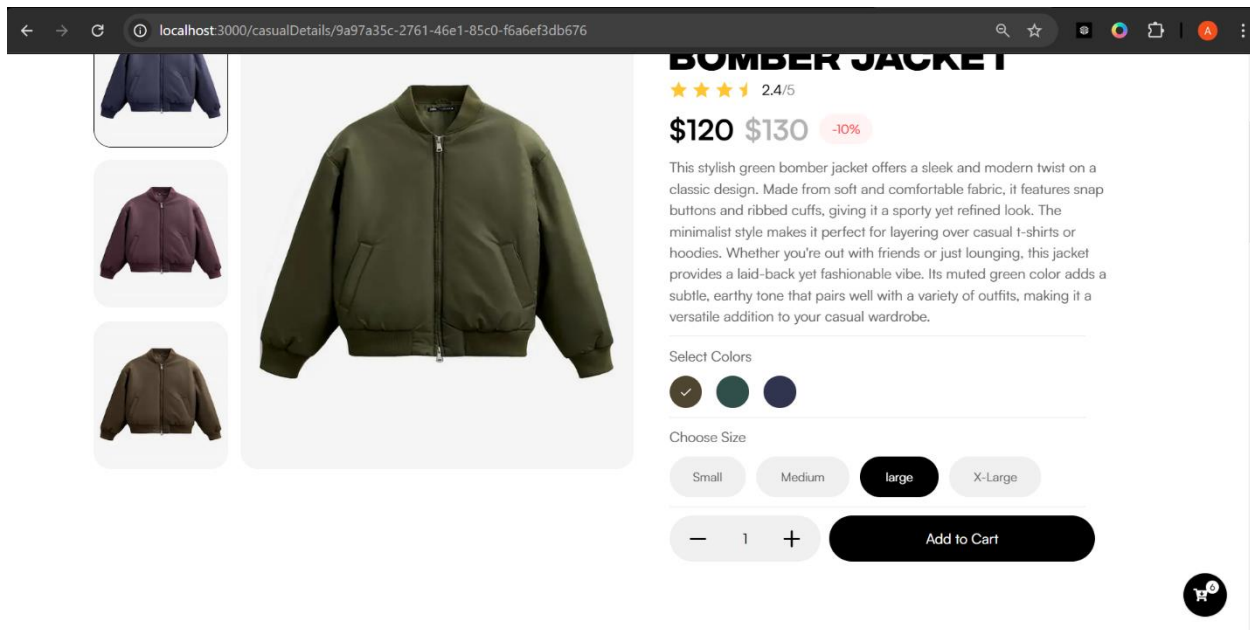 localhost:3000/casualDetails/9a97a35c-2761-46e1-85c0-f6a6ef3db676
A
BOMBER JACKET
2.4/5
$120 $130 -10%
This stylish green bomber jacket offers a sleek and modern twist on a
classic design. Made from soft and comfortable fabric, it features snap
buttons and ribbed cuffs, giving it a sporty yet refined look. The
minimalist style makes it perfect for layering over casual t-shirts or
hoodies. Whether you're out with friends or just lounging, this jacket
provides a laid-back yet fashionable vibe. Its muted green color adds a
subtle, earthy tone that pairs well with a variety of outfits, making it a
versatile addition to your casual wardrobe.
Select Colors
Choose Size
Small Medium large X-Large
1 Add to Cart
6